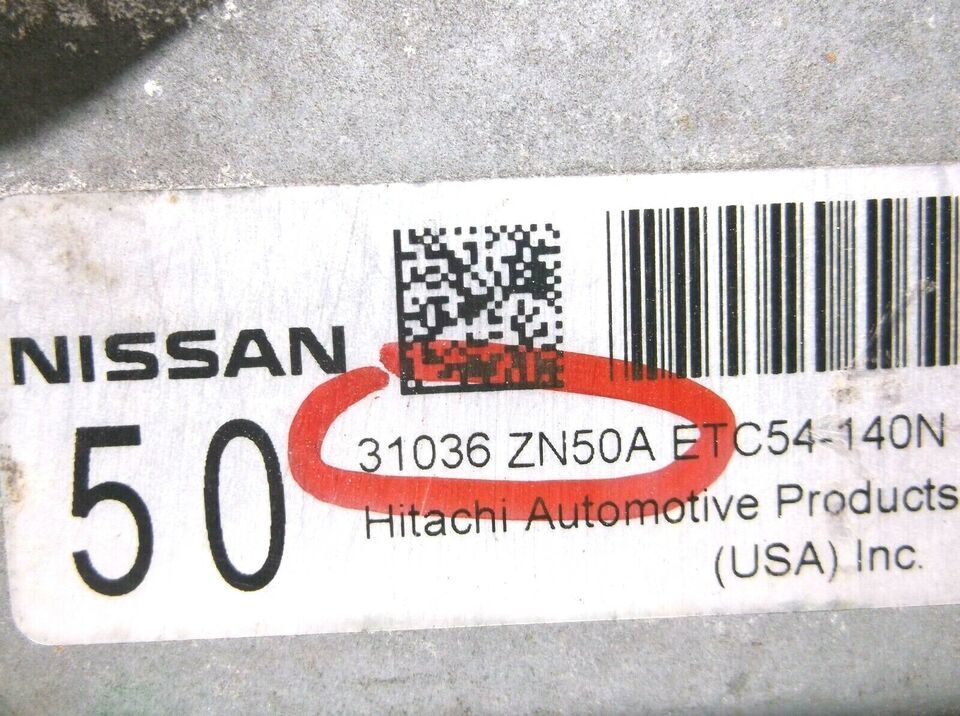 NISSAN
50
31036 ZN50A ETC54-140N
Hitachi Automotive Products
(USA) Inc.